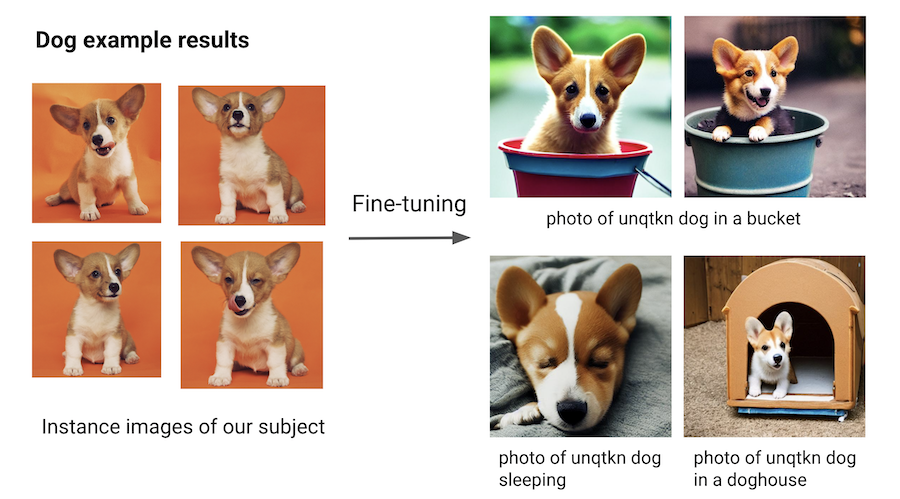 Dog example results
Fine-tuning
Instance images of our subject
photo of unqtkn dog in a bucket
photo of unqtkn dog
sleeping
photo of unqtkn dog
in a doghouse